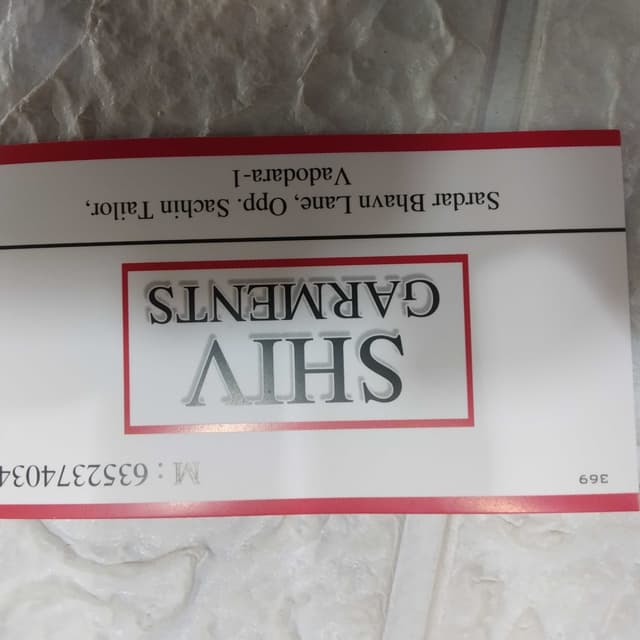 369
M : 6352374034
SHIV
GARMENTS
Sardar Bhavn Lane, Opp. Sachin Tailor,
Vadodara-1